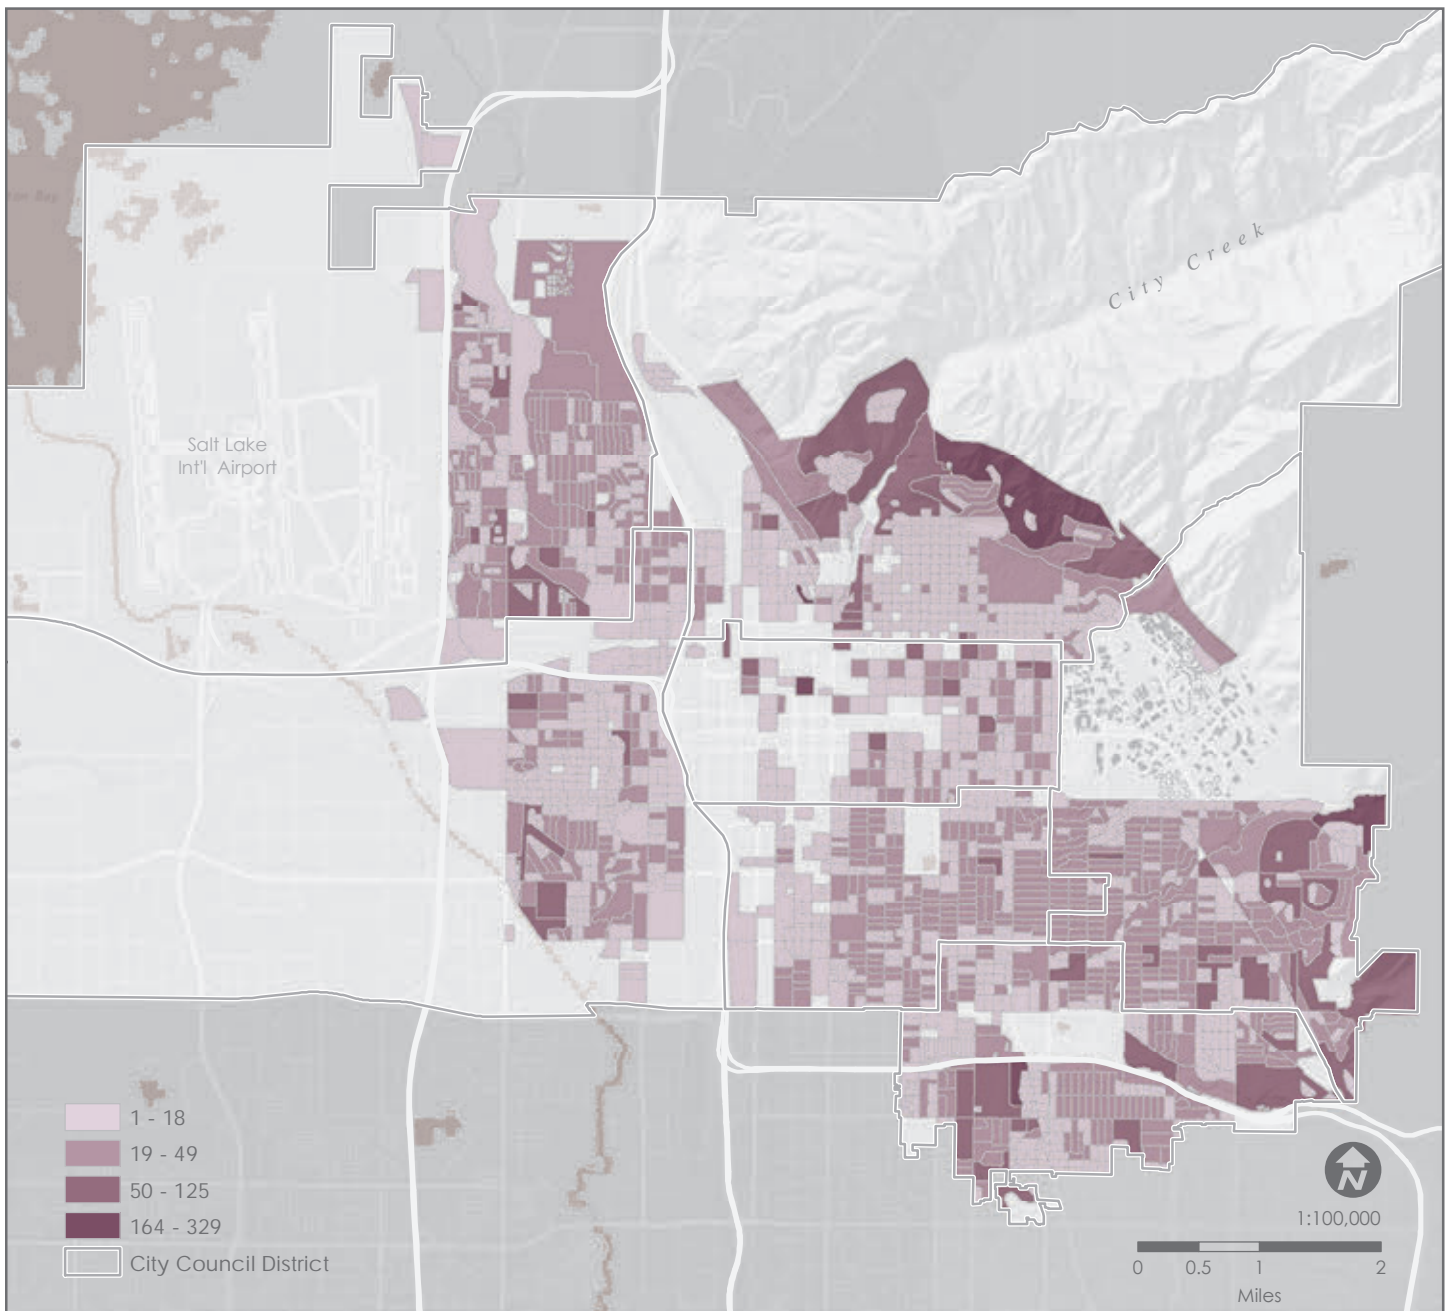 City Creek
Salt Lake
Int'l Airport
1 - 18
19 - 49
50 - 125
164 - 329
City Council District
N
1:100,000
0 0.5 1 2
Miles